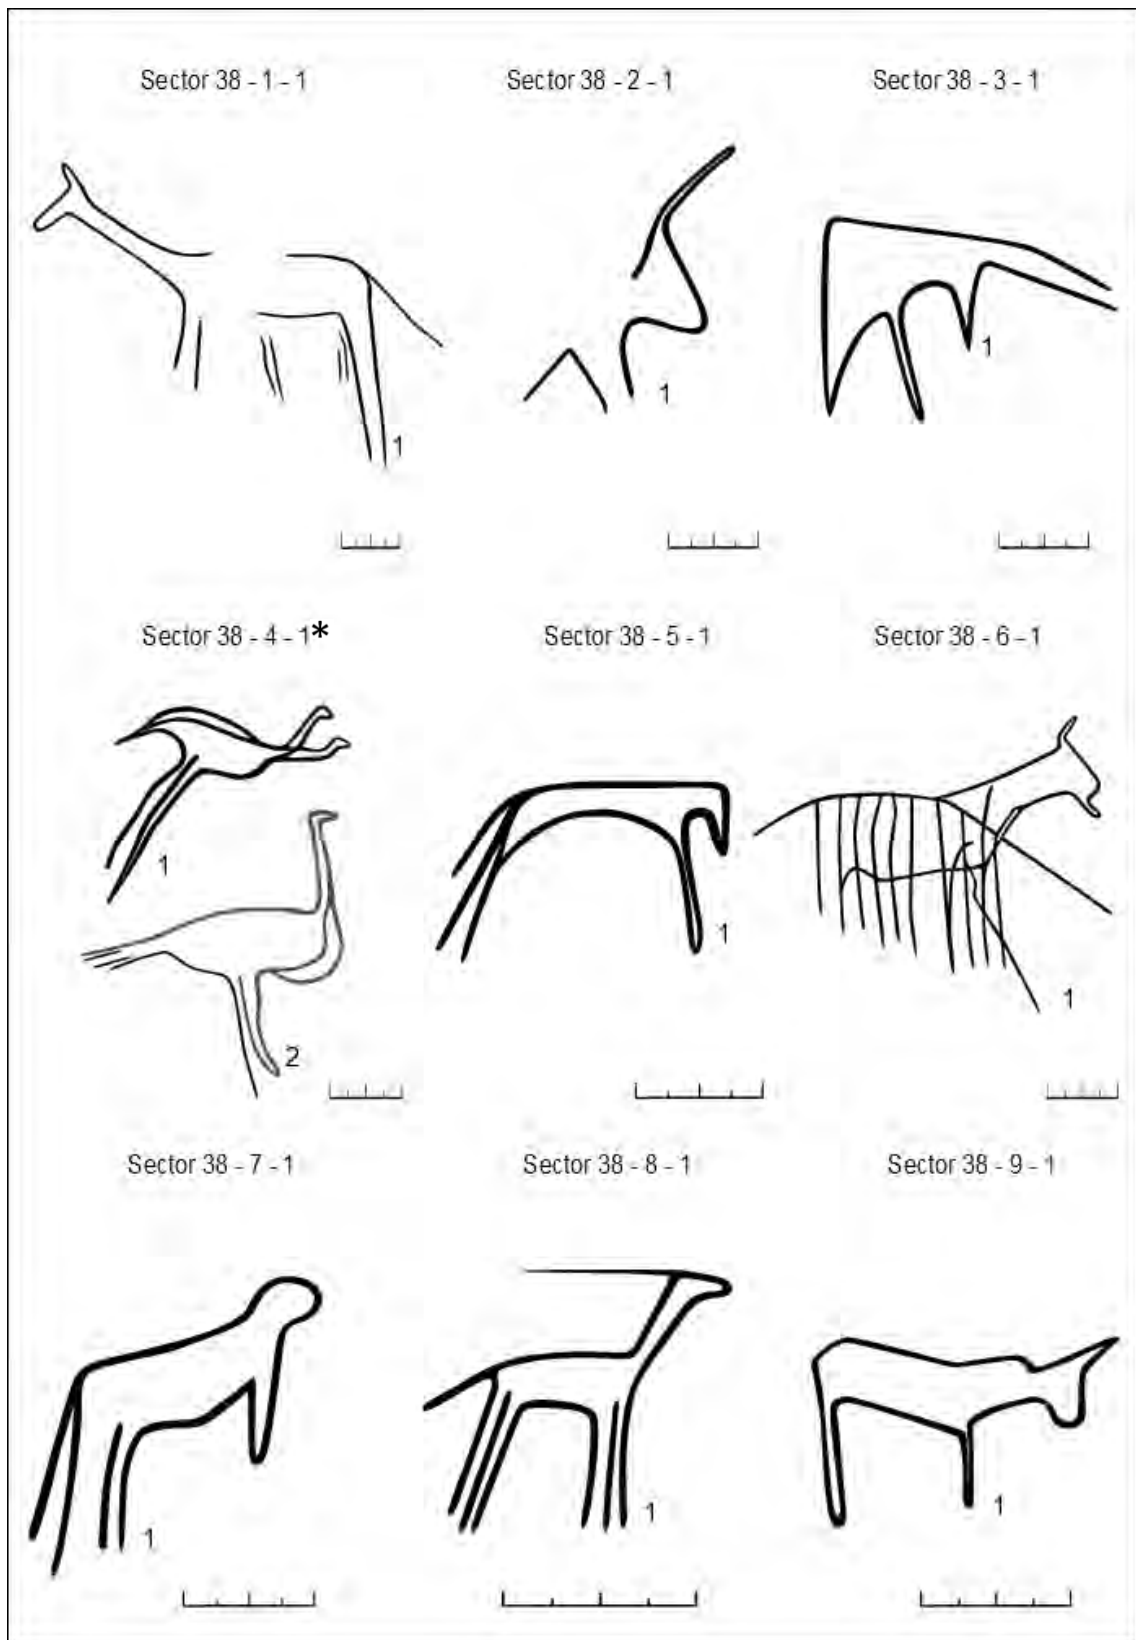 Sector 38 - 1 - 1
Sector 38 - 2 - 1
Sector 38 - 3 - 1
1
1
1
Sector 38 - 4 - 1*
Sector 38 - 5 - 1
Sector 38 - 6 - 1
1
2
1
1
Sector 38 - 7 - 1
Sector 38 - 8 - 1
Sector 38 - 9 - 1
1
1
1